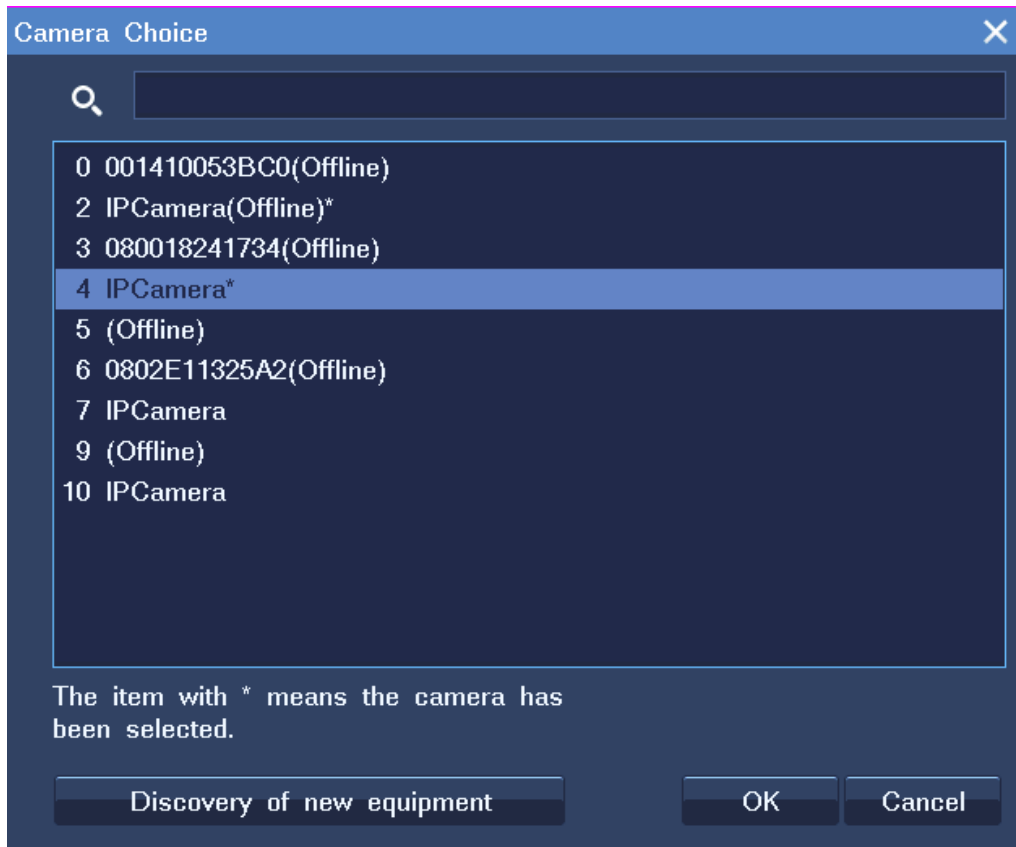 Camera Choice
0 001410053BC0(Offline)
2 IPCamera(Offline)*
3 080018241734(Offline)
4 IPCamera*
5 (Offline)
6 0802E11325A2(Offline)
7 IPCamera
9 (Offline)
10 IPCamera
The item with * means the camera has
been selected.
Discovery of new equipment OK Cancel